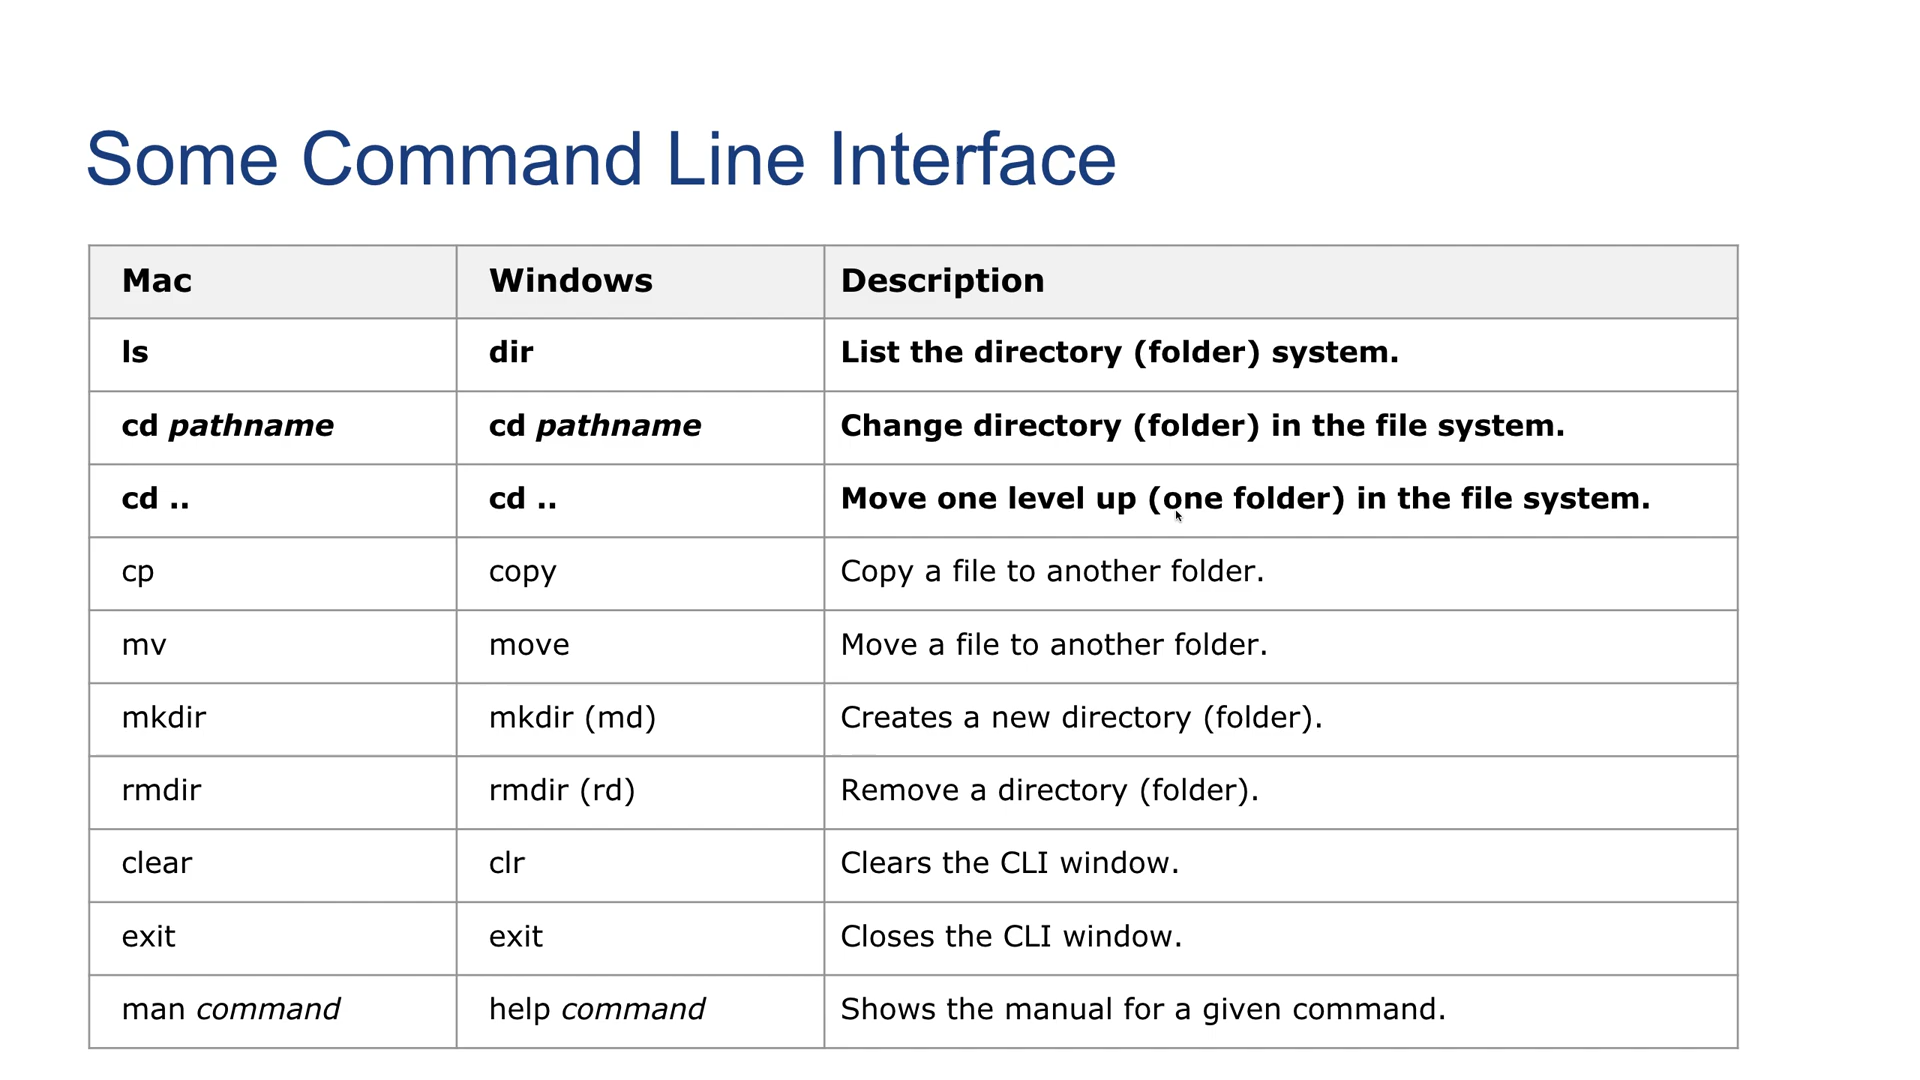 Some Command Line Interface
Mac Windows Description
ls dir List the directory (folder) system.
cd pathname cd pathname Change directory (folder) in the file system.
cd .. cd .. Move one level up (one folder) in the file system.
cp copy Copy a file to another folder.
mv move Move a file to another folder.
mkdir mkdir (md) Creates a new directory (folder).
rmdir rmdir (rd) Remove a directory (folder).
clear clr Clears the CLI window.
exit exit Closes the CLI window.
man command help command Shows the manual for a given command.